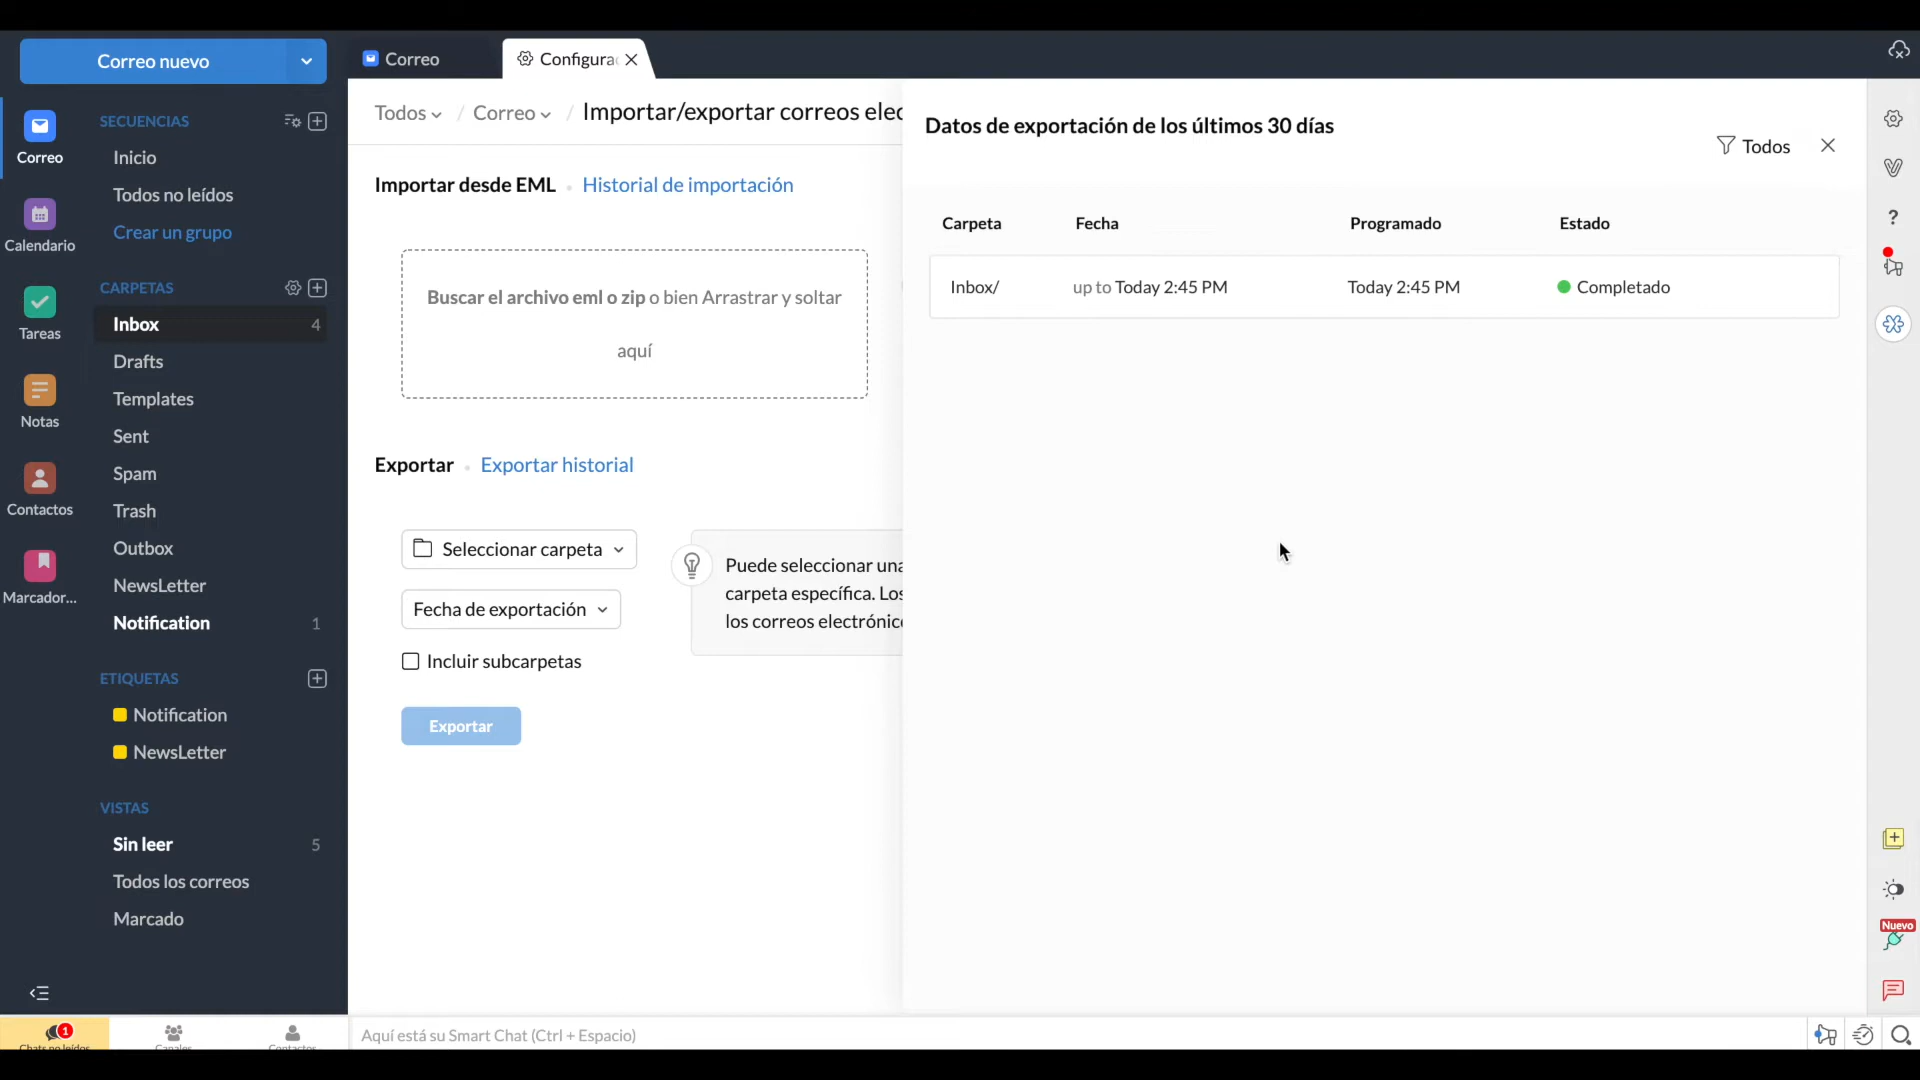 Correo nuevo
Correo
Configura
Correo
Calendario
Tareas
Notas
Contactos
Marcador...
SECUENCIAS
Inicio
Todos no leídos
Crear un grupo
CARPETAS
Inbox 4
Drafts
Templates
Sent
Spam
Trash
Outbox
NewsLetter
Notification 1
ETIQUETAS
Notification
NewsLetter
VISTAS
Sin leer 5
Todos los correos
Marcado
Todos / Correo / Importar/exportar correos elec
Importar desde EML • Historial de importación
Buscar el archivo eml o zip o bien Arrastrar y soltar
aquí
Exportar • Exportar historial
Seleccionar carpeta
Fecha de exportación
Incluir subcarpetas
Exportar
Puede seleccionar una
carpeta específica. Los
los correos electrónic
Datos de exportación de los últimos 30 días
Todos
Carpeta Fecha Programado Estado
Inbox/ up to Today 2:45 PM Today 2:45 PM Completado
?
Nuevo
1
Chats no leídos
Canales
Contactos
Aquí está su Smart Chat (Ctrl + Espacio)